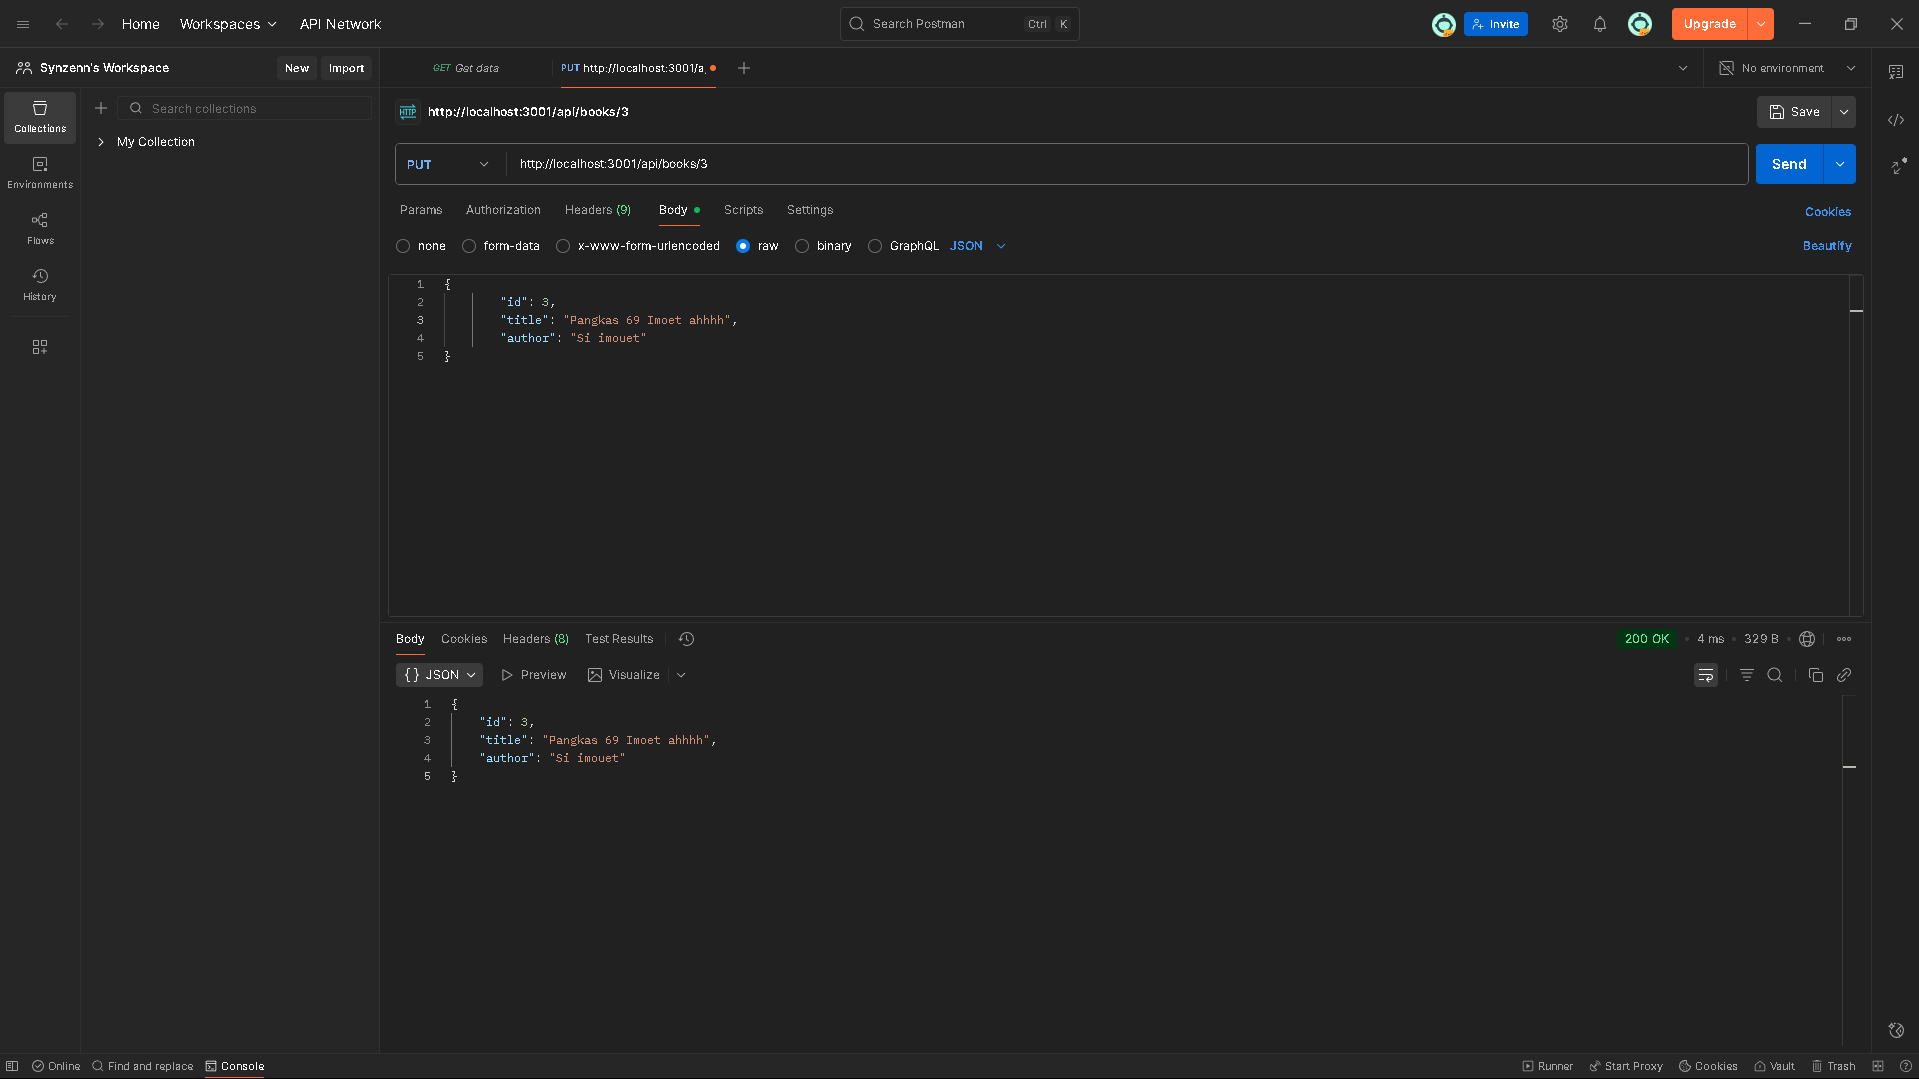 Home Workspaces API Network Search Postman Ctrl K Invite Upgrade
Synzenn's Workspace New Import GET Get data PUT http://localhost:3001/a No environment
Search collections
My Collection
Collections
Environments
Flows
History
HTTP http://localhost:3001/api/books/3 Save
PUT http://localhost:3001/api/books/3 Send
Params Authorization Headers (9) Body Scripts Settings Cookies
none form-data x-www-form-urlencoded raw binary GraphQL JSON Beautify
1 {
2 "id": 3,
3 "title": "Pangkas 69 Imoet ahhhh",
4 "author": "Si imouet"
5 }
Body Cookies Headers (8) Test Results 200 OK • 4 ms • 329 B
{} JSON Preview Visualize
1 {
2 "id": 3,
3 "title": "Pangkas 69 Imoet ahhhh",
4 "author": "Si imouet"
5 }
Online Find and replace Console Runner Start Proxy Cookies Vault Trash